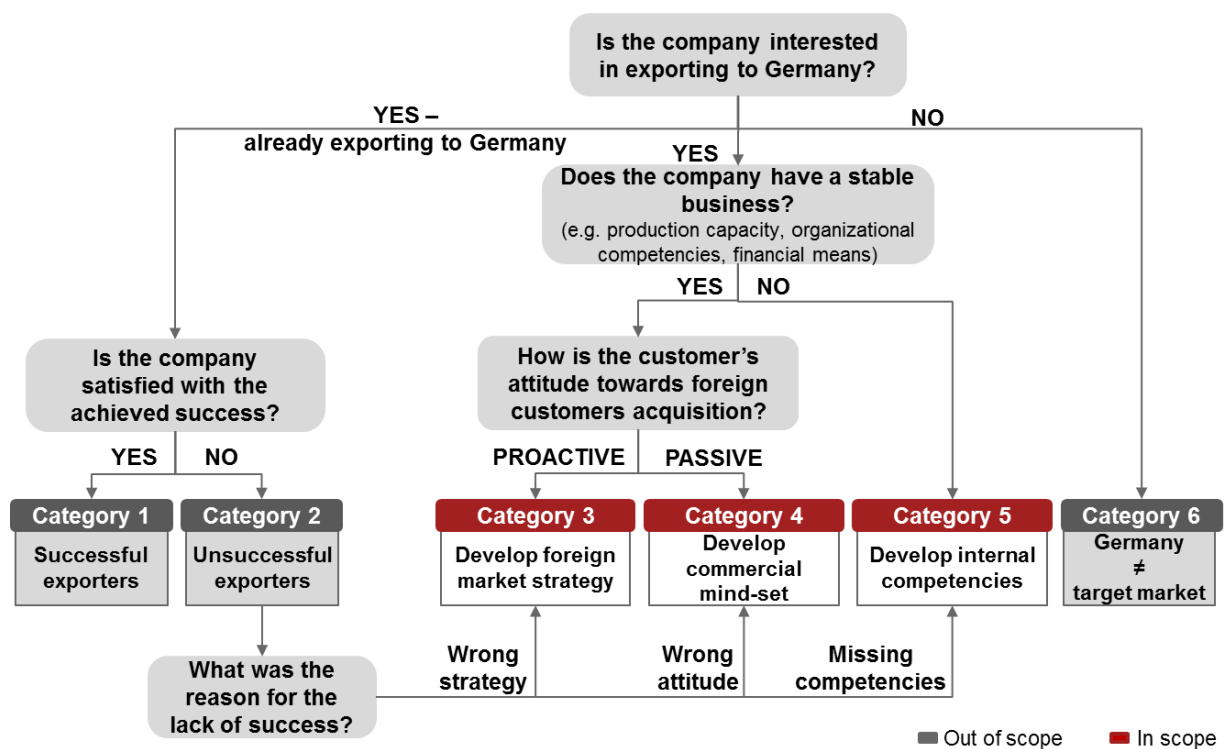 Is the company interested
in exporting to Germany?
YES –
already exporting to Germany
NO
YES
Does the company have a stable
business?
(e.g. production capacity, organizational
competencies, financial means)
YES
NO
Is the company
satisfied with the
achieved success?
How is the customer’s
attitude towards foreign
customers acquisition?
YES
NO
PROACTIVE
PASSIVE
Category 1
Successful
exporters
Category 2
Unsuccessful
exporters
Category 3
Develop foreign
market strategy
Category 4
Develop
commercial
mind-set
Category 5
Develop internal
competencies
Category 6
Germany
≠
target market
What was the
reason for the
lack of success?
Wrong
strategy
Wrong
attitude
Missing
competencies
Out of scope
In scope